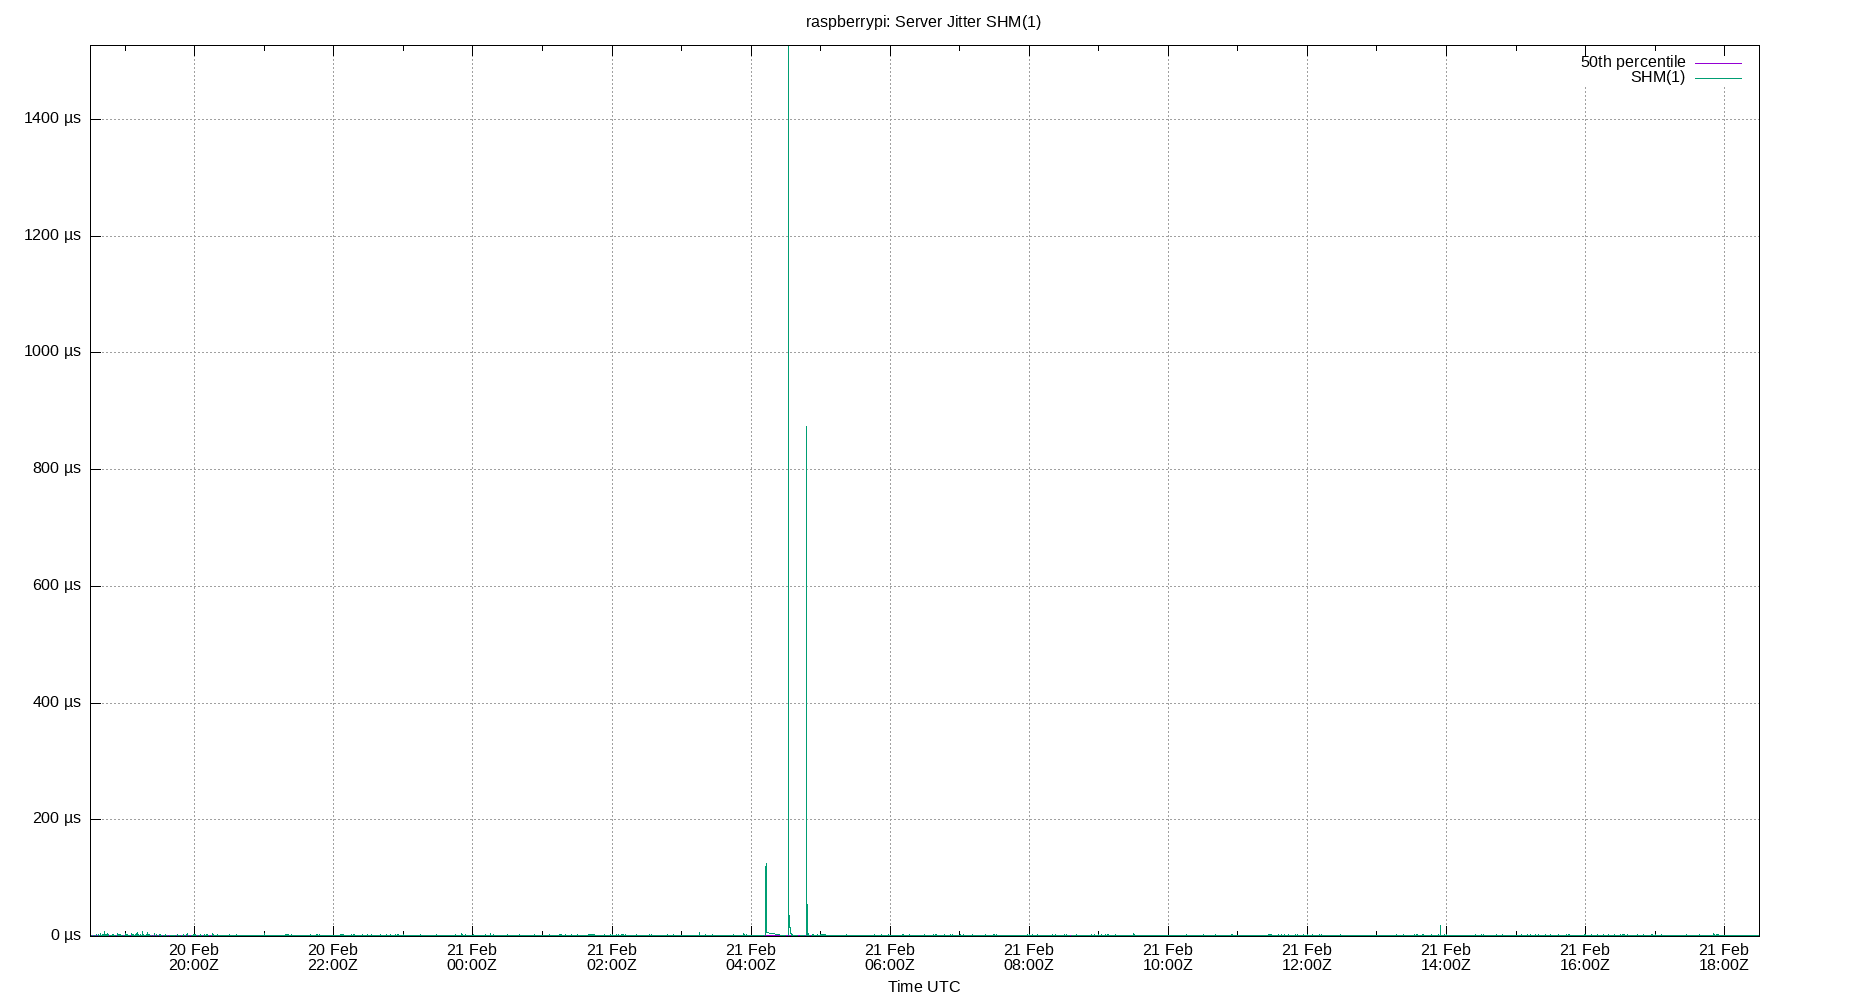 raspberrypi: Server Jitter SHM(1)
50th percentile
SHM(1)
1400 µs
1200 µs
1000 µs
800 µs
600 µs
400 µs
200 µs
0 µs
20 Feb 20 Feb 21 Feb 21 Feb 21 Feb 21 Feb 21 Feb 21 Feb 21 Feb 21 Feb 21 Feb 21 Feb
20:00Z 22:00Z 00:00Z 02:00Z 04:00Z 06:00Z 08:00Z 10:00Z 12:00Z 14:00Z 16:00Z 18:00Z
Time UTC